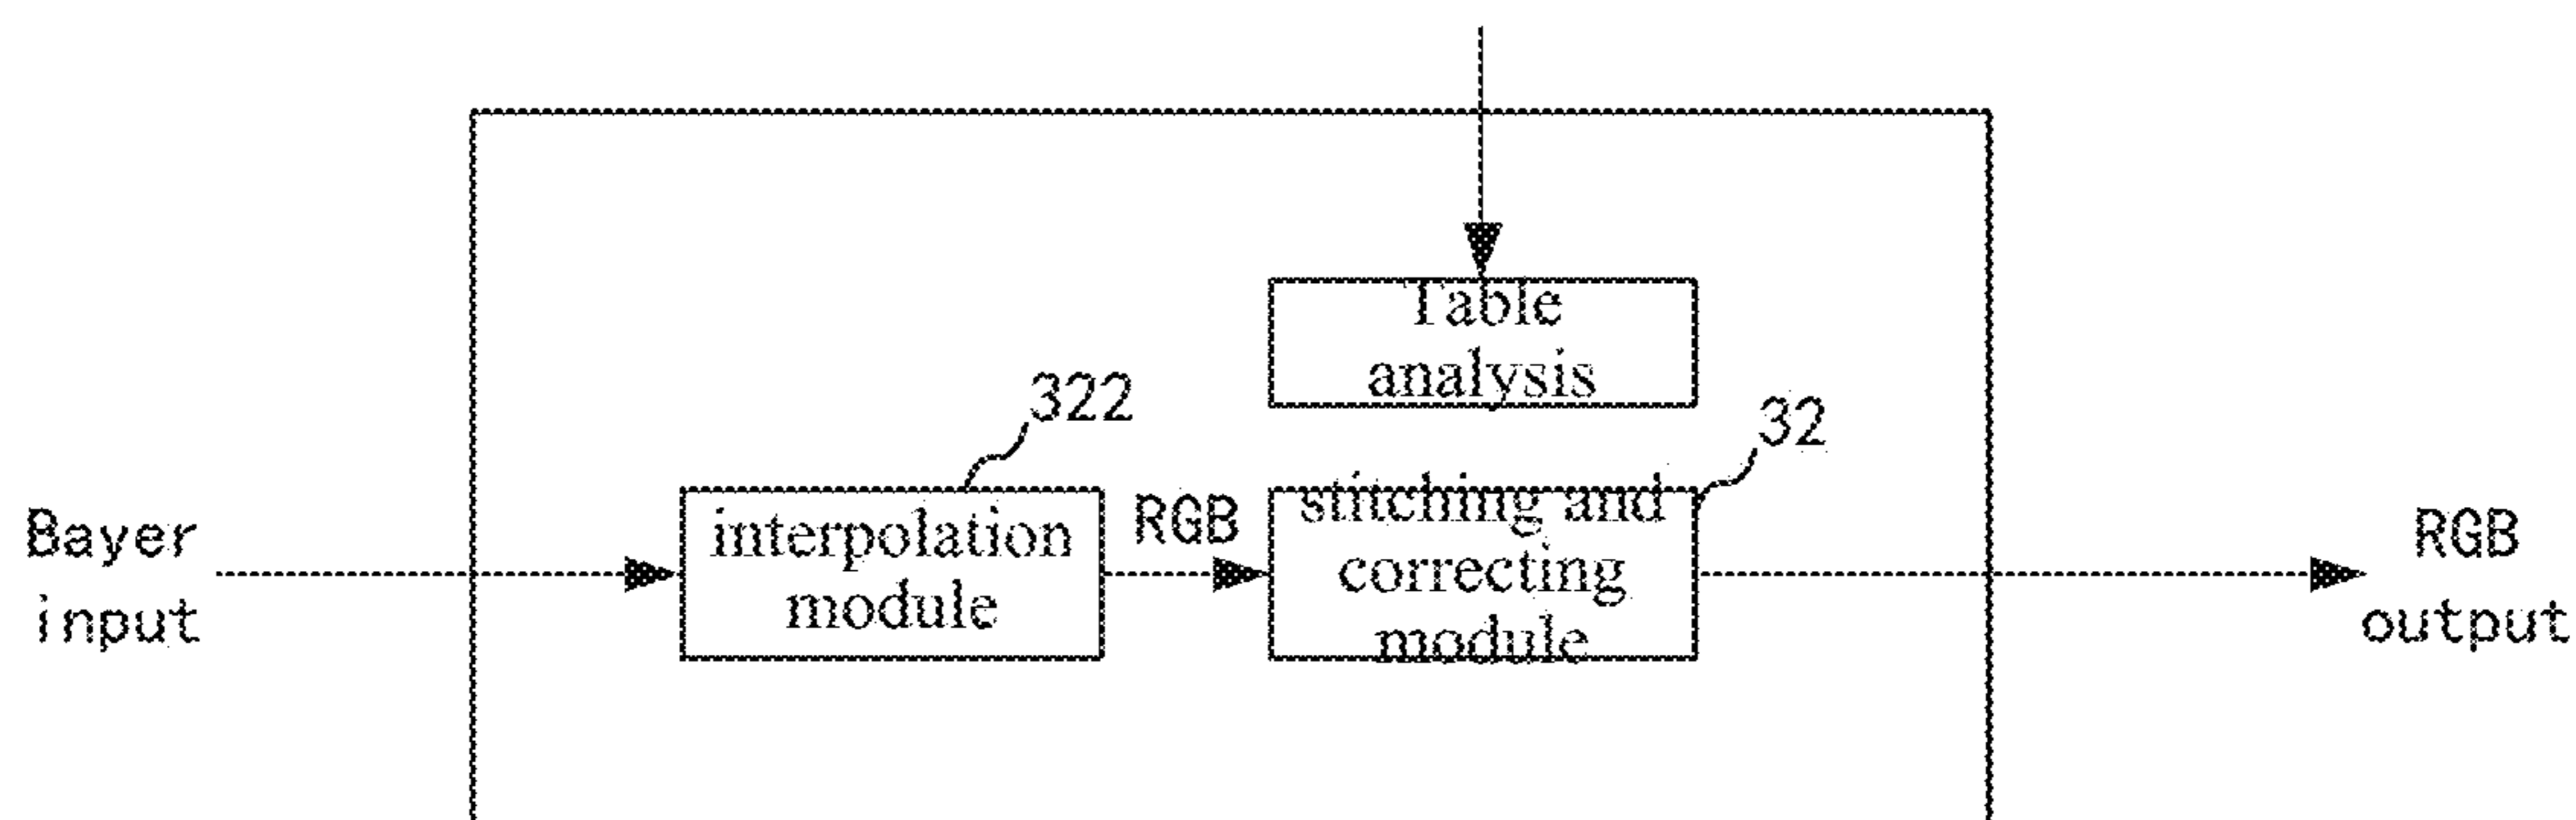 Table
analysis
322
32
Bayer
input
interpolation
module
RGB
stitching and
correcting
module
RGB
output